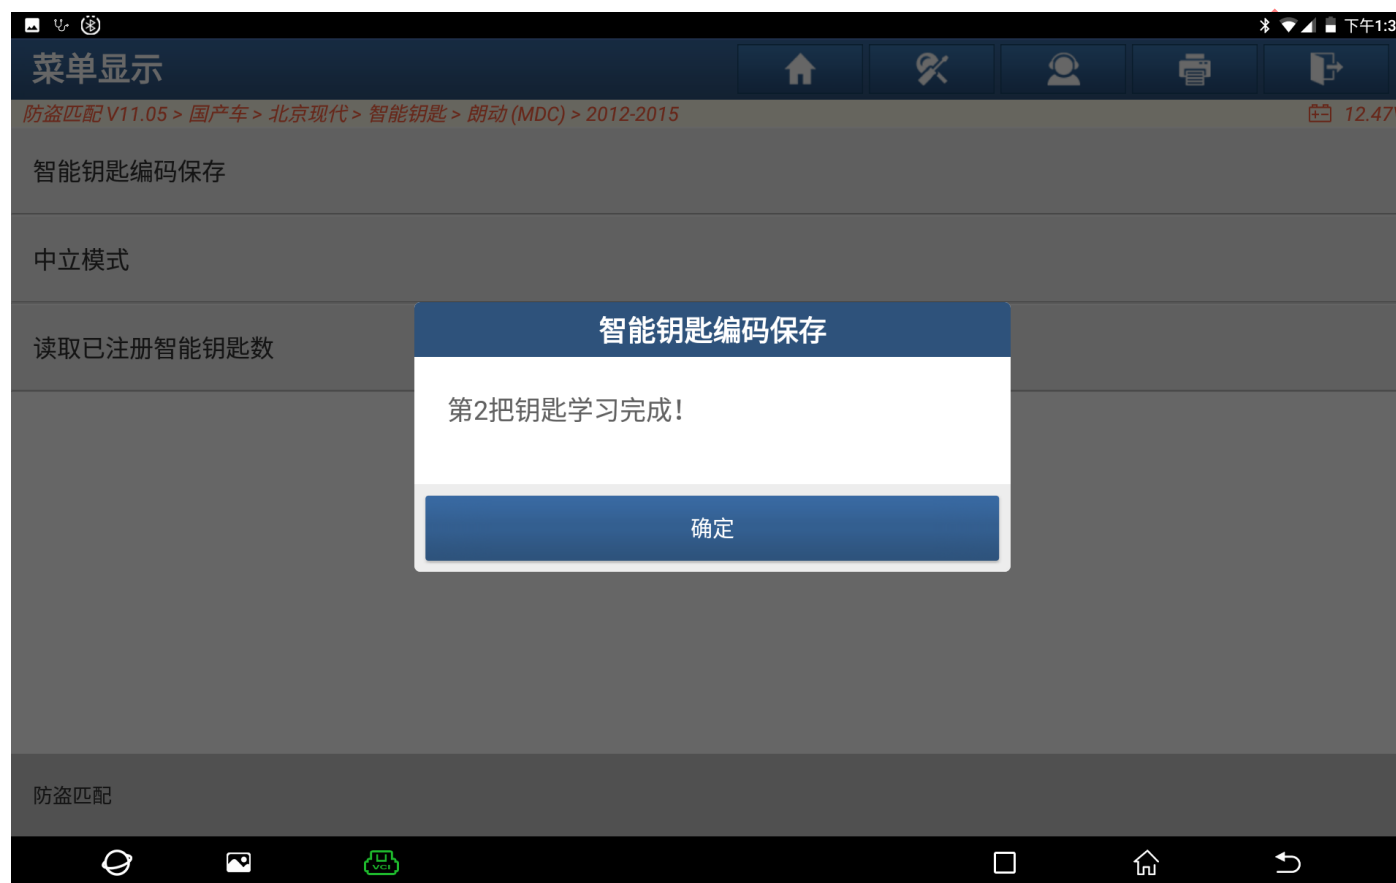 下午1:3
菜单显示
防盗匹配 V11.05 > 国产车 > 北京现代 > 智能钥匙 > 朗动 (MDC) > 2012-2015
12.47
智能钥匙编码保存
中立模式
读取已注册智能钥匙数
智能钥匙编码保存
第2把钥匙学习完成！
确定
防盗匹配
VCI